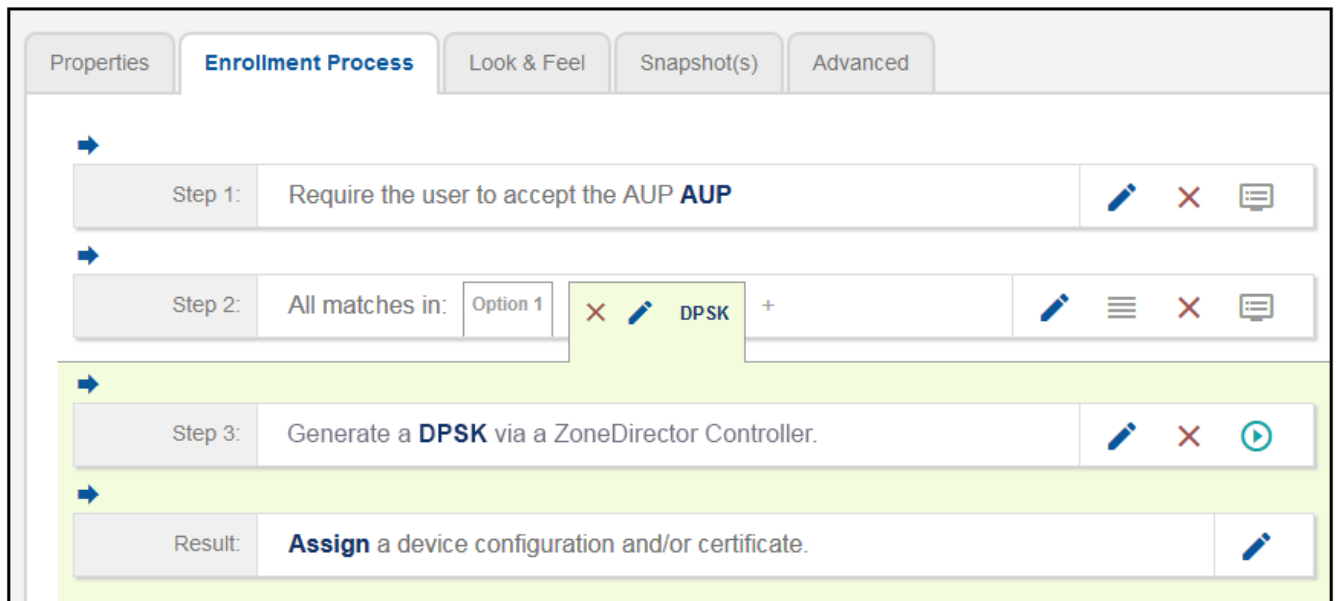 Properties Enrollment Process Look & Feel Snapshot(s) Advanced
Step 1: Require the user to accept the AUP AUP
Step 2: All matches in: Option 1 DPSK +
Step 3: Generate a DPSK via a ZoneDirector Controller.
Result: Assign a device configuration and/or certificate.